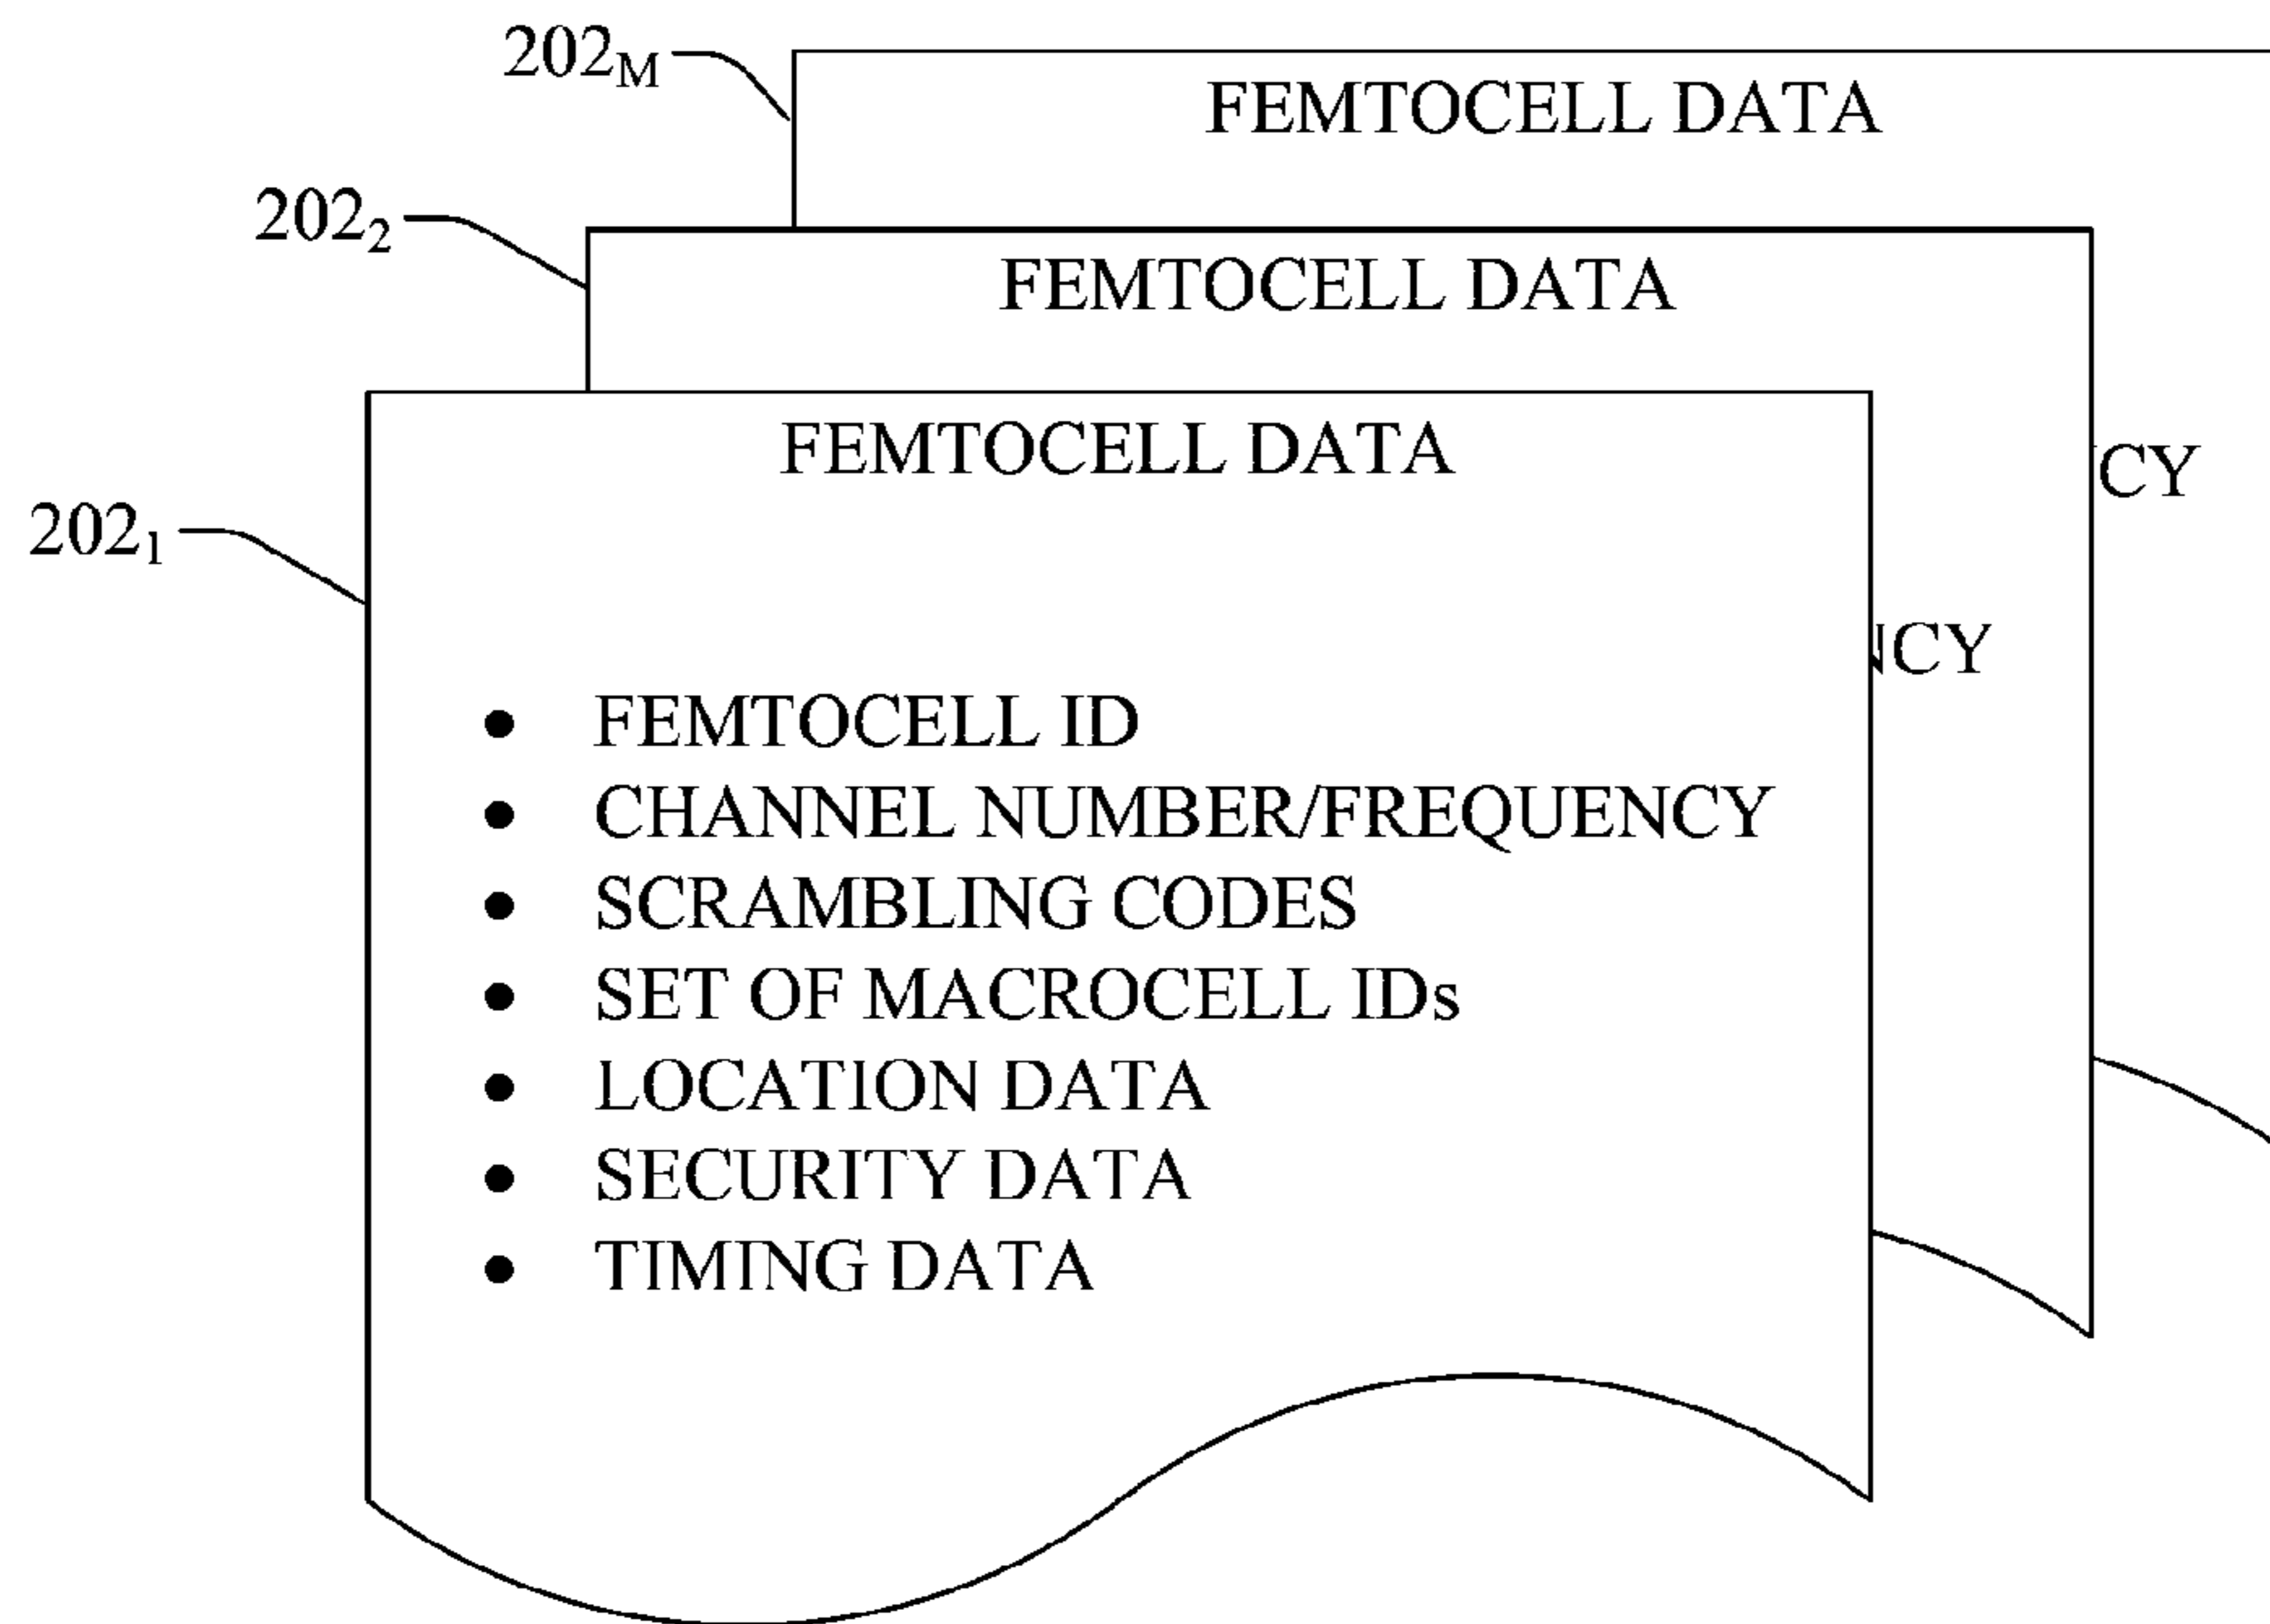 202M
FEMTOCELL DATA
2022
FEMTOCELL DATA
2021
FEMTOCELL DATA
CY
NCY
● FEMTOCELL ID
● CHANNEL NUMBER/FREQUENCY
● SCRAMBLING CODES
● SET OF MACROCELL IDs
● LOCATION DATA
● SECURITY DATA
● TIMING DATA